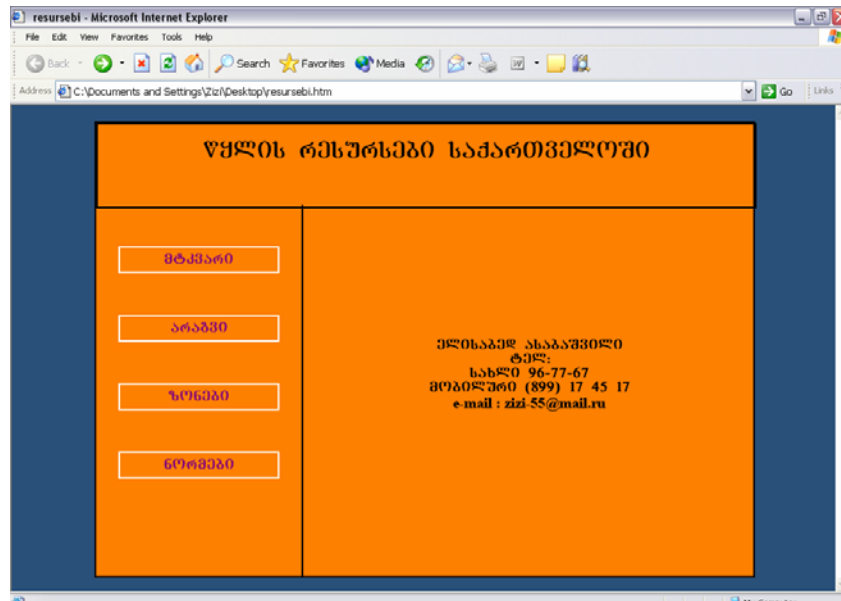 resursebi - Microsoft Internet Explorer
File Edit View Favorites Tools Help
Back Search Favorites Media
Address C:\Documents and Settings\Zizi\Desktop\resursebi.htm Go Links
წყლის რესურსები საქართველოში
მტკვარი
არაგვი
ზონები
ნორმები
ელისაბედ ასაბაშვილი
ტელ:
სახლი 96-77-67
მობილური (899) 17 45 17
e-mail : zizi-55@mail.ru